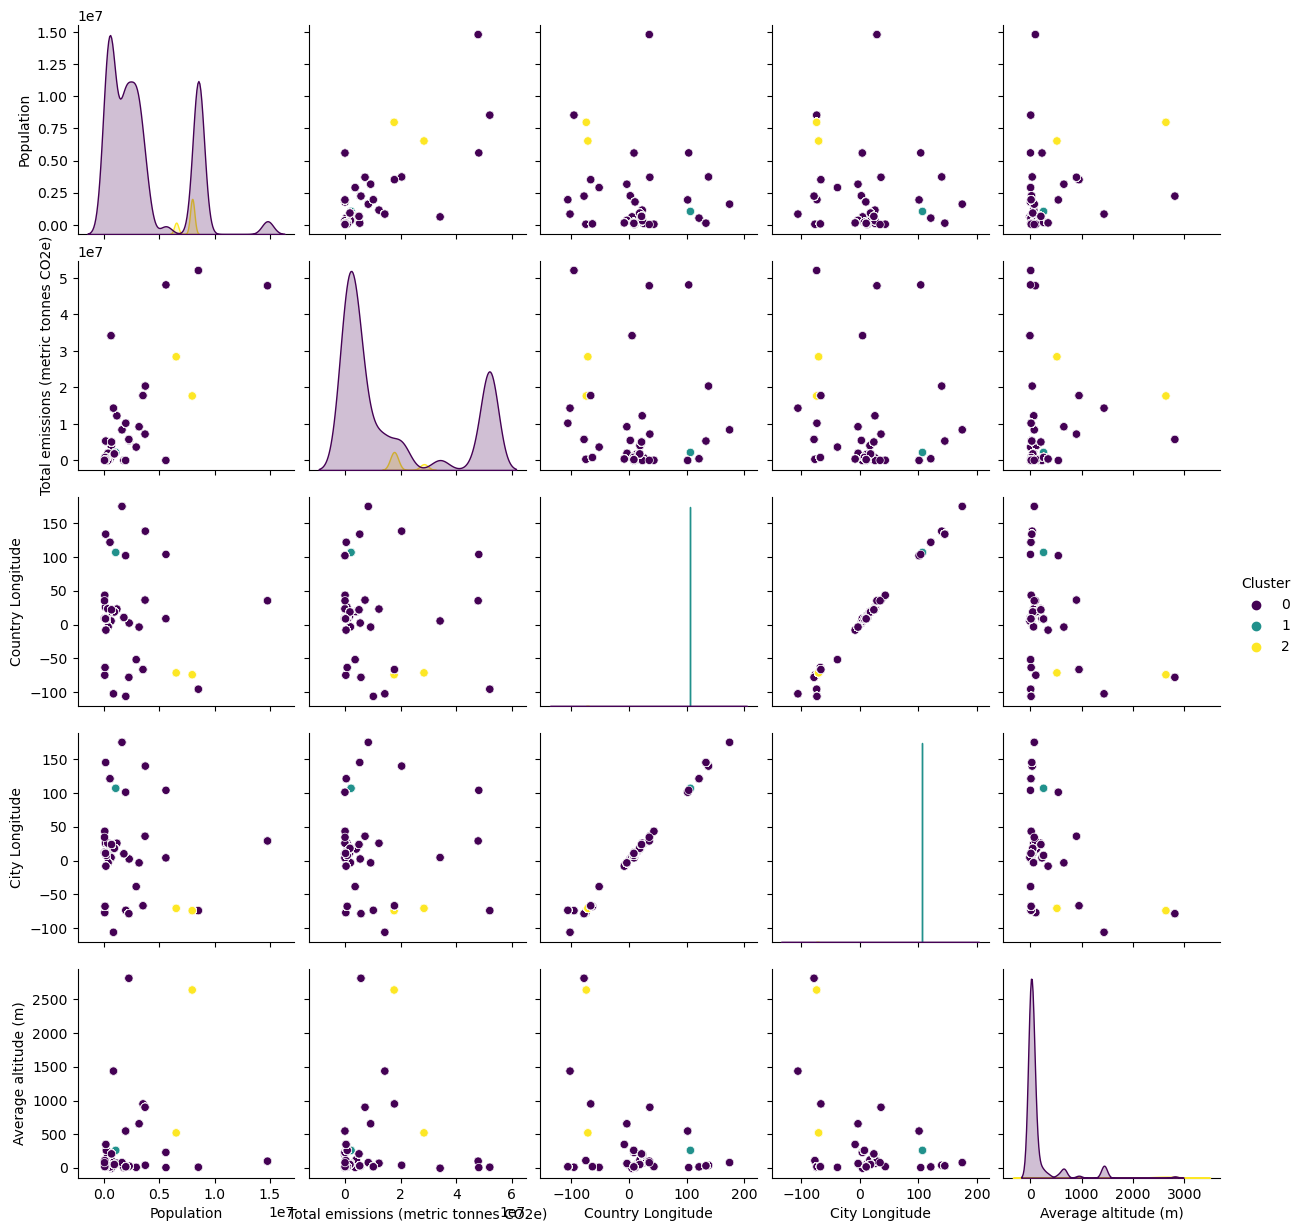 1e7
1.50
1.25
1.00
0.75
0.50
0.25
0.00
Population
1e7
5
4
3
2
1
0
Total emissions (metric tonnes CO2e)
150
100
50
0
−50
−100
Country Longitude
Cluster
0
1
2
150
100
50
0
−50
−100
City Longitude
2500
2000
1500
1000
500
0
Average altitude (m)
0.0 0.5 1.0 1.5
1e7
Population
0 2 4 6
1e7
Total emissions (metric tonnes CO2e)
−100 0 100 200
Country Longitude
−100 0 100 200
City Longitude
0 1000 2000 3000
Average altitude (m)